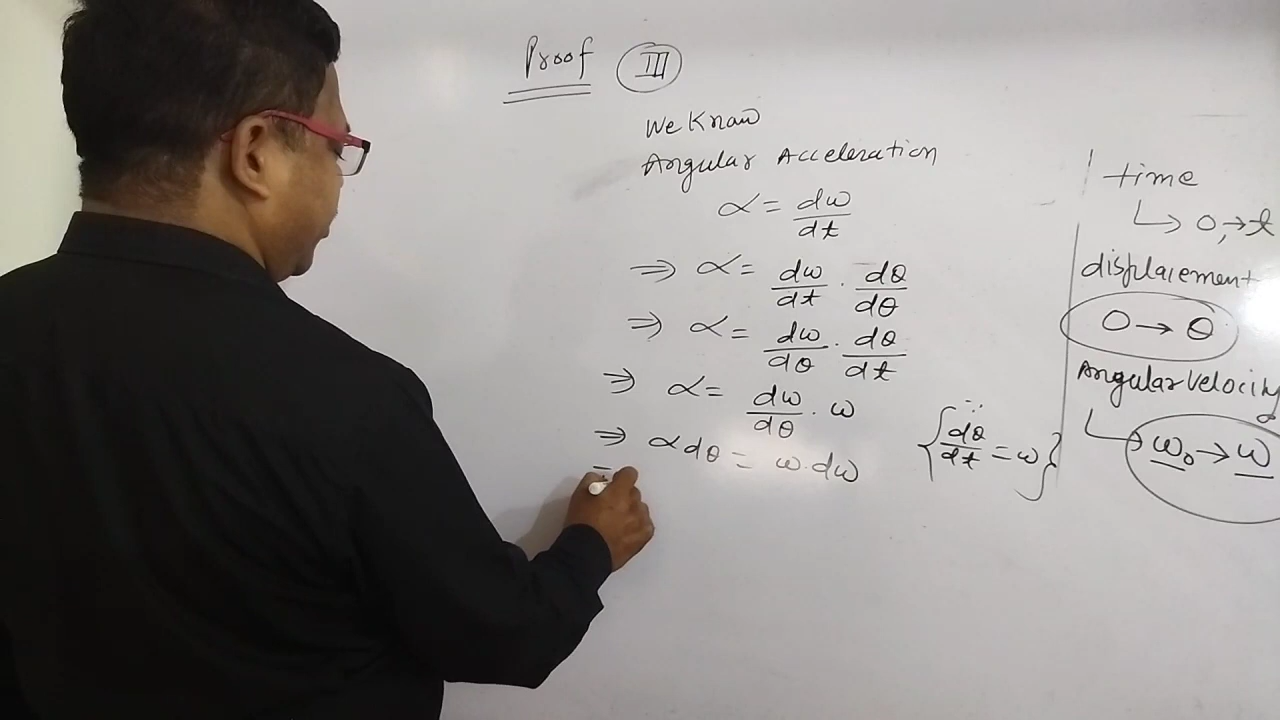 Proof III
We Know
Angular Acceleration
α = dω/dt
⇒ α = dω/dt . dθ/dθ
⇒ α = dω/dθ . dθ/dt
⇒ α = dω/dθ . ω {∵ dθ/dt = ω}
⇒ α dθ = ω.dω
time
↳ 0, → t
displacement
0 → θ
Angular Velocity
↳ ω₀ → ω